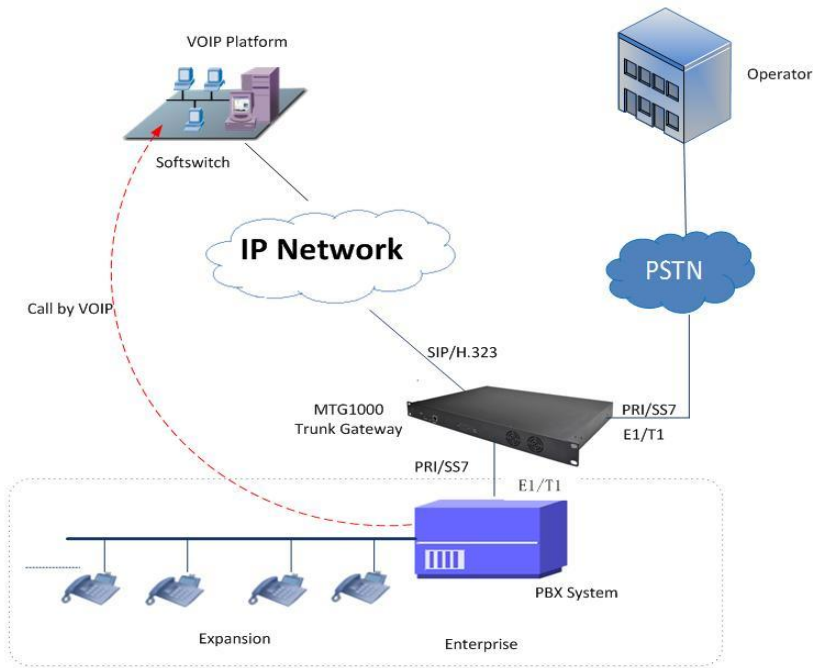 VOIP Platform
Operator
Softswitch
IP Network
PSTN
Call by VOIP
SIP/H.323
MTG1000
Trunk Gateway
PRI/SS7
E1/T1
PRI/SS7
E1/T1
PBX System
Expansion
Enterprise